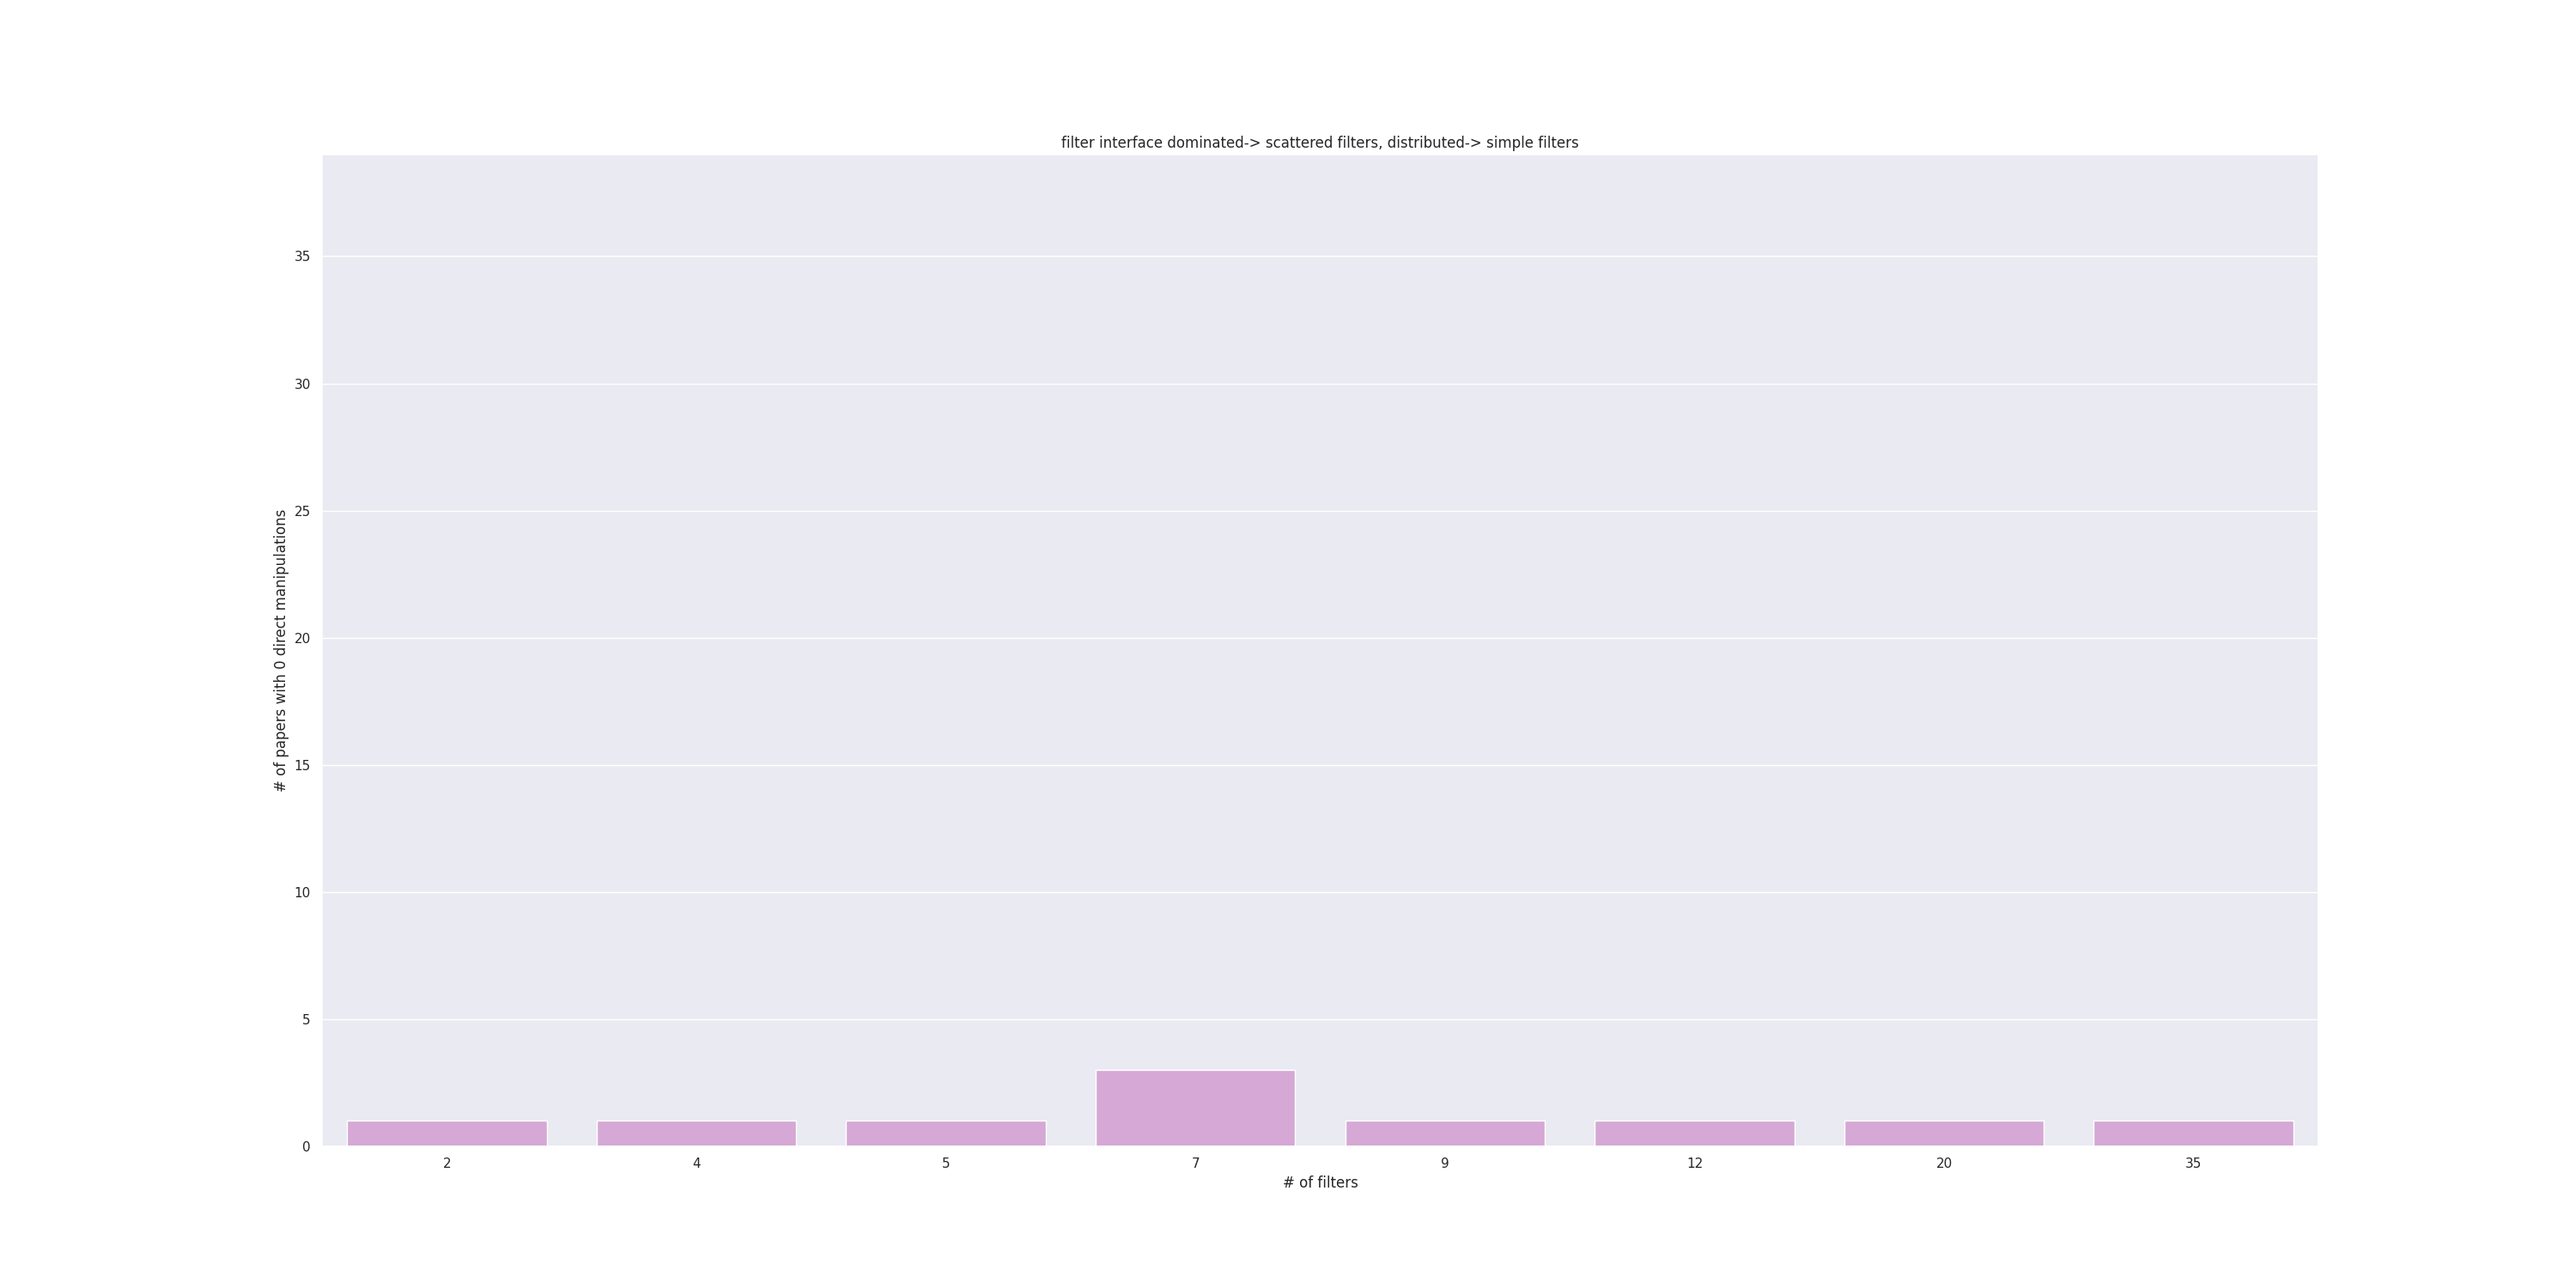 filter interface dominated-> scattered filters, distributed-> simple filters
# of papers with 0 direct manipulations
35
30
25
20
15
10
5
0
2 4 5 7 9 12 20 35
# of filters